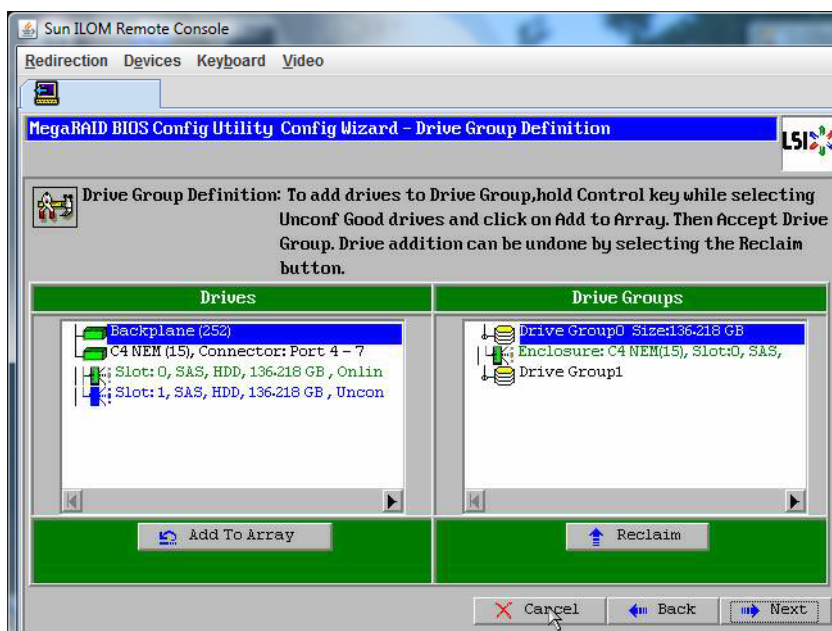 Sun ILOM Remote Console
Redirection Devices Keyboard Video
MegaRAID BIOS Config Utility Config Wizard - Drive Group Definition
LSI
Drive Group Definition: To add drives to Drive Group,hold Control key while selecting
Unconf Good drives and click on Add to Array. Then Accept Drive
Group. Drive addition can be undone by selecting the Reclaim
button.
Drives
Drive Groups
Backplane (252)
C4 NEM (15), Connector: Port 4 - 7
Slot: 0, SAS, HDD, 136.218 GB , Onlin
Slot: 1, SAS, HDD, 136.218 GB , Uncon
Drive Group0 Size:136.218 GB
Enclosure: C4 NEM(15), Slot:0, SAS,
Drive Group1
Add To Array
Reclaim
Cancel
Back
Next